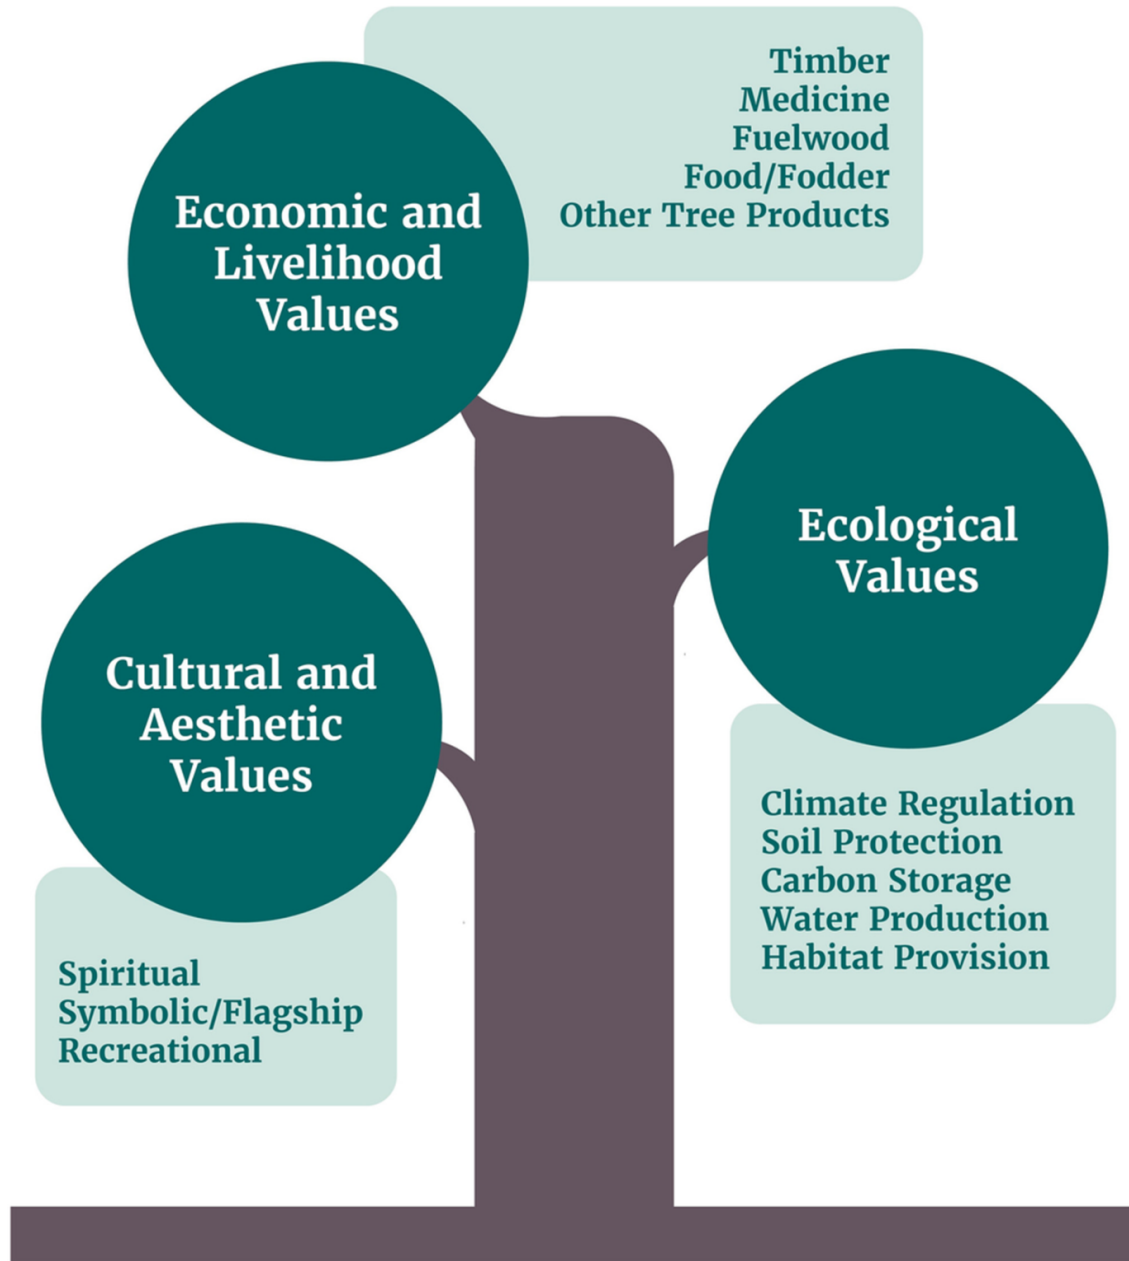 Economic and
Livelihood
Values
Timber
Medicine
Fuelwood
Food/Fodder
Other Tree Products
Ecological
Values
Climate Regulation
Soil Protection
Carbon Storage
Water Production
Habitat Provision
Cultural and
Aesthetic
Values
Spiritual
Symbolic/Flagship
Recreational